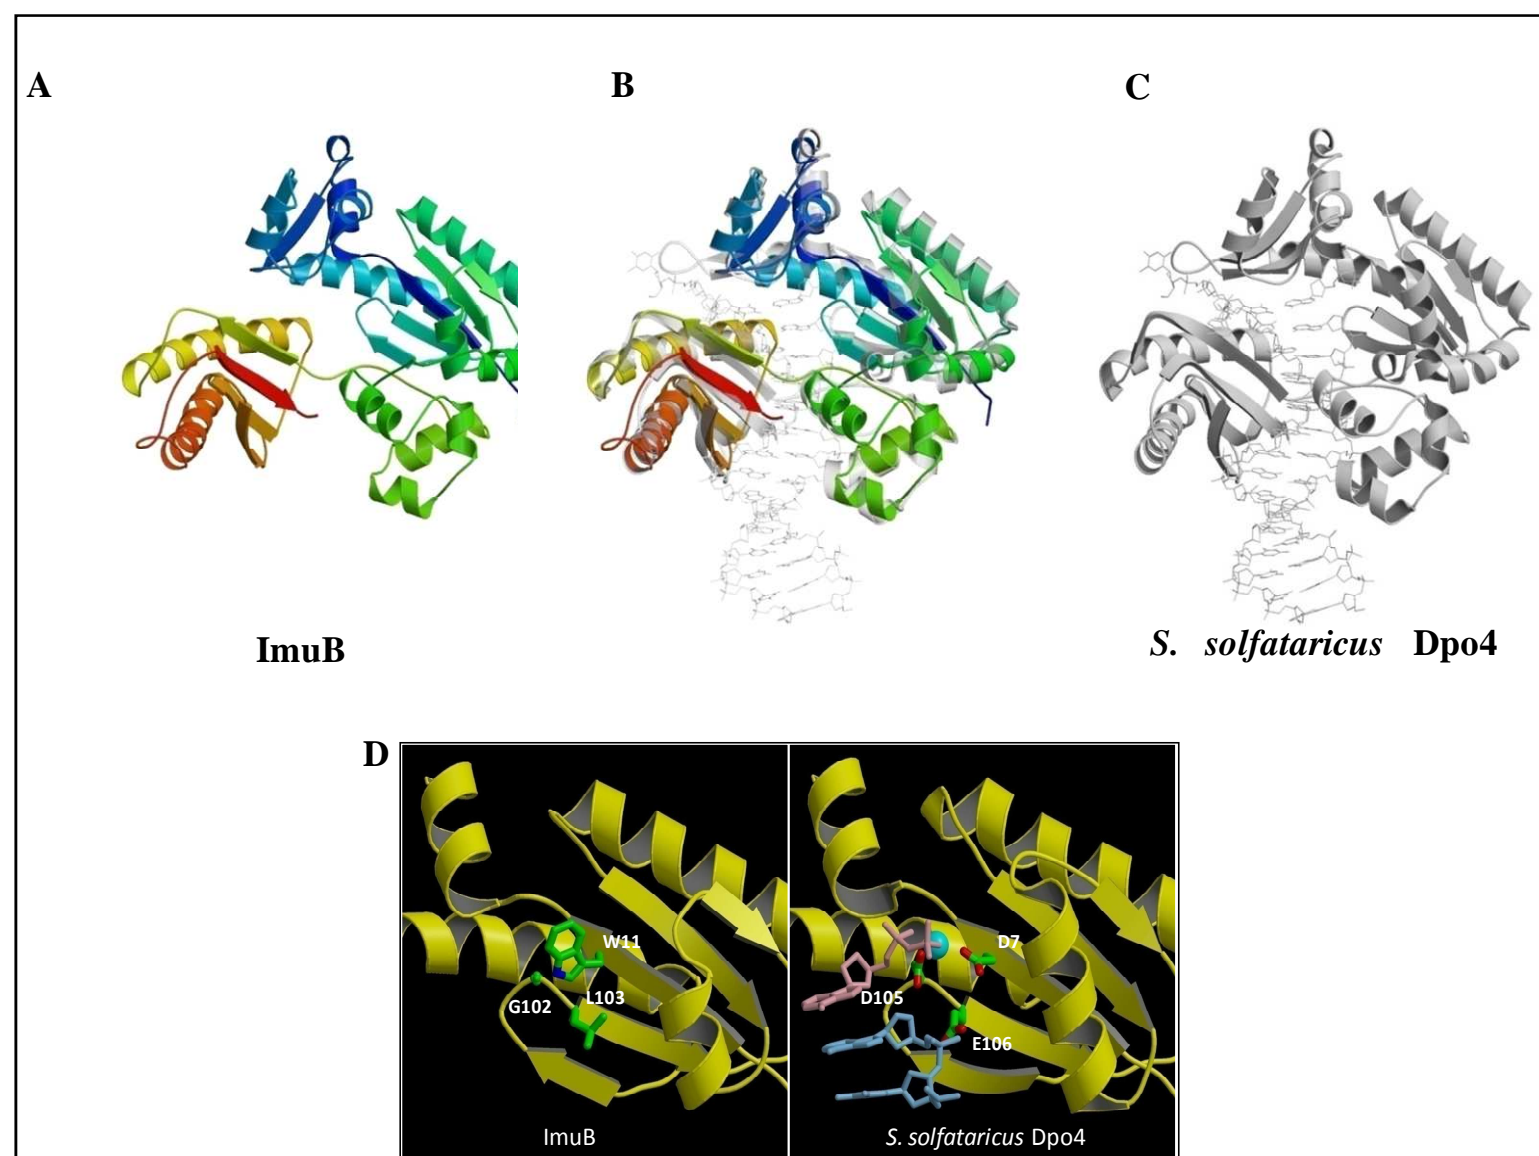 A B C
ImuB
S. solfataricus Dpo4
D
W11
G102
L103
ImuB
D7
D105
E106
S. solfataricus Dpo4